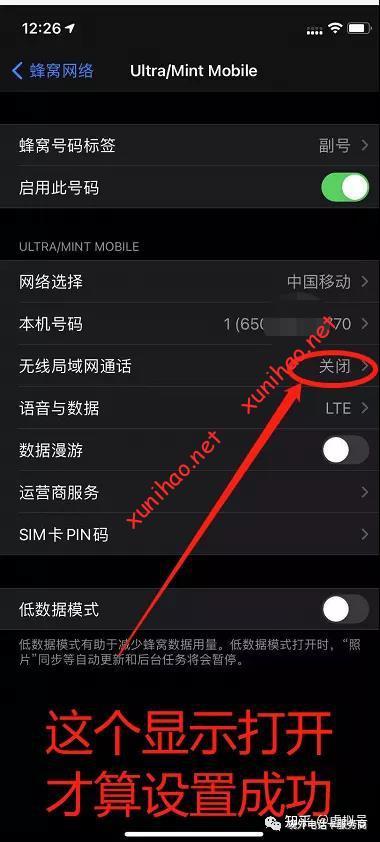 12:26
蜂窝网络
Ultra/Mint Mobile
蜂窝号码标签 副号
启用此号码
ULTRA/MINT MOBILE
网络选择 中国移动
本机号码 1 (650 70
无线局域网通话 关闭
xunihao.net
语音与数据 LTE
数据漫游
xunihao.net
运营商服务
SIM卡PIN码
低数据模式
低数据模式有助于减少蜂窝数据用量。低数据模式打开时，“照
片”同步等自动更新和后台任务将会暂停。
这个显示打开
才算设置成功
知乎 @虚拟号
电话卡服务商